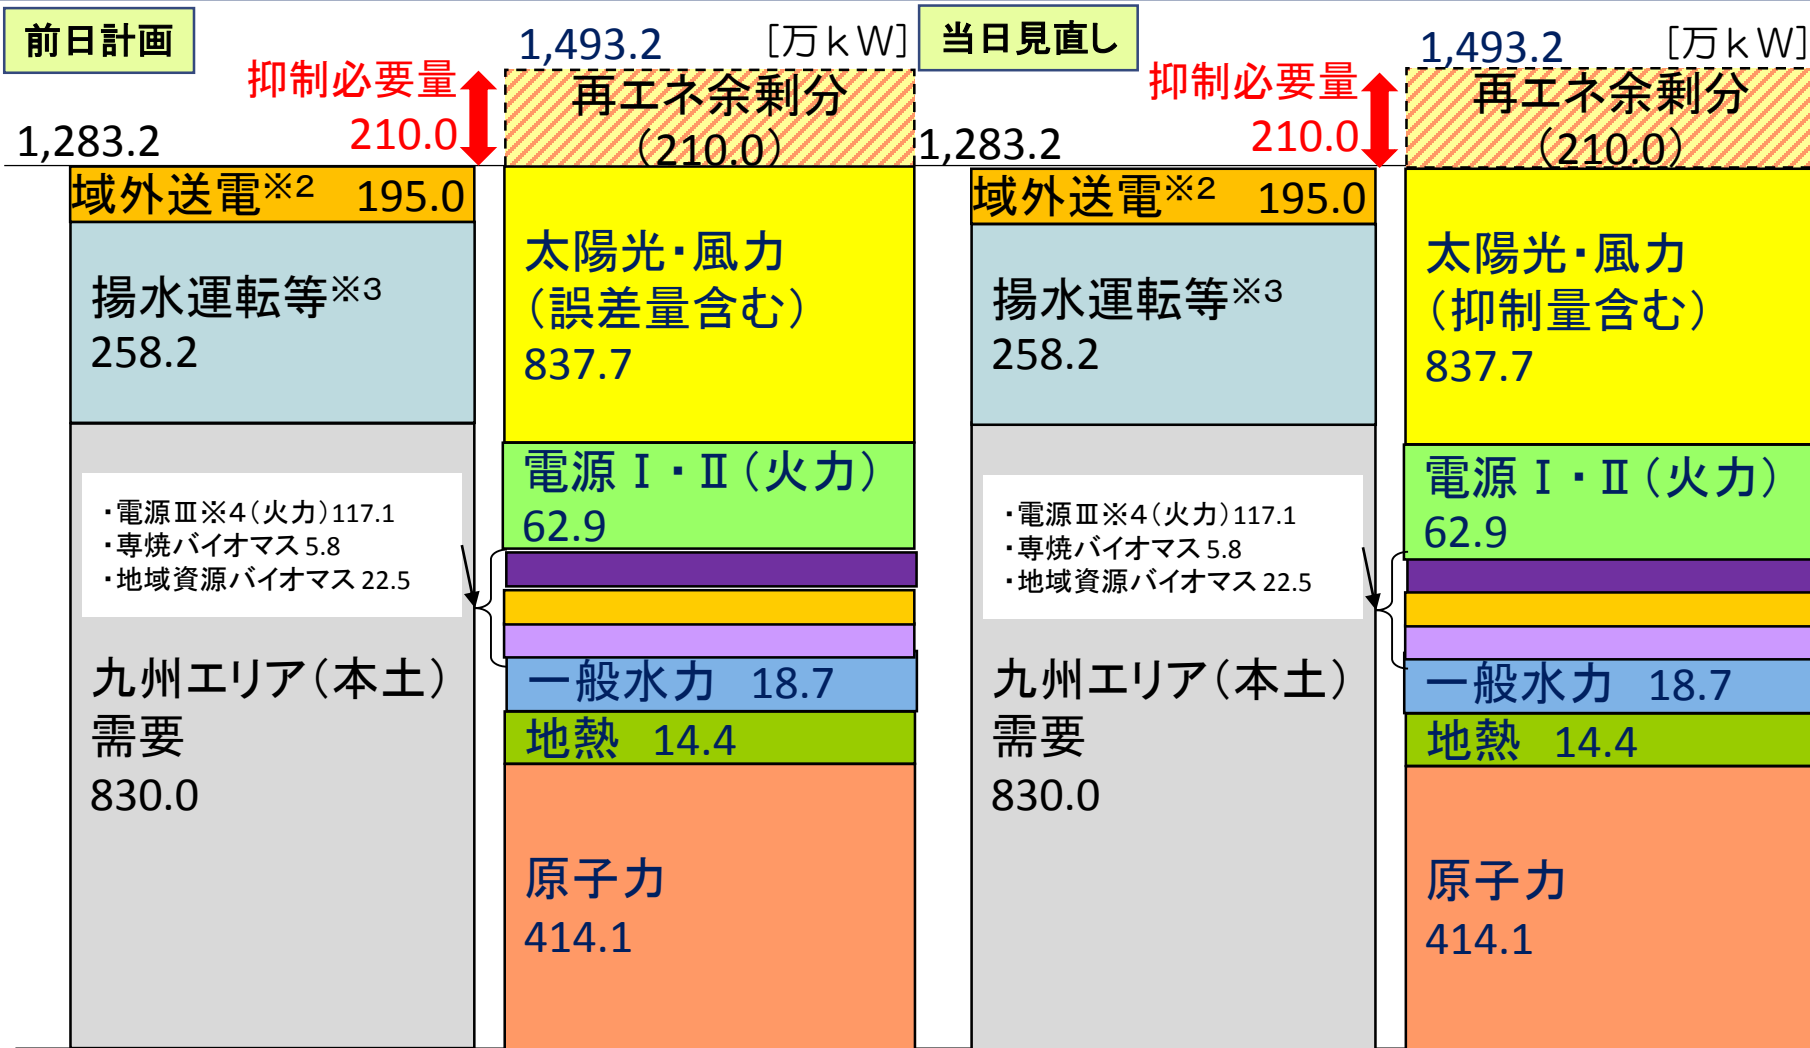 前日計画
1,493.2 [万kW]
抑制必要量
210.0
再エネ余剰分
(210.0)
1,283.2
域外送電※2 195.0
揚水運転等※3
258.2
太陽光・風力
(誤差量含む)
837.7
電源Ⅰ・Ⅱ(火力)
62.9
・電源Ⅲ※4(火力)117.1
・専焼バイオマス 5.8
・地域資源バイオマス 22.5
九州エリア(本土)
需要
830.0
一般水力 18.7
地熱 14.4
原子力
414.1
当日見直し
1,493.2 [万kW]
抑制必要量
210.0
再エネ余剰分
(210.0)
1,283.2
域外送電※2 195.0
揚水運転等※3
258.2
太陽光・風力
(抑制量含む)
837.7
電源Ⅰ・Ⅱ(火力)
62.9
・電源Ⅲ※4(火力)117.1
・専焼バイオマス 5.8
・地域資源バイオマス 22.5
九州エリア(本土)
需要
830.0
一般水力 18.7
地熱 14.4
原子力
414.1